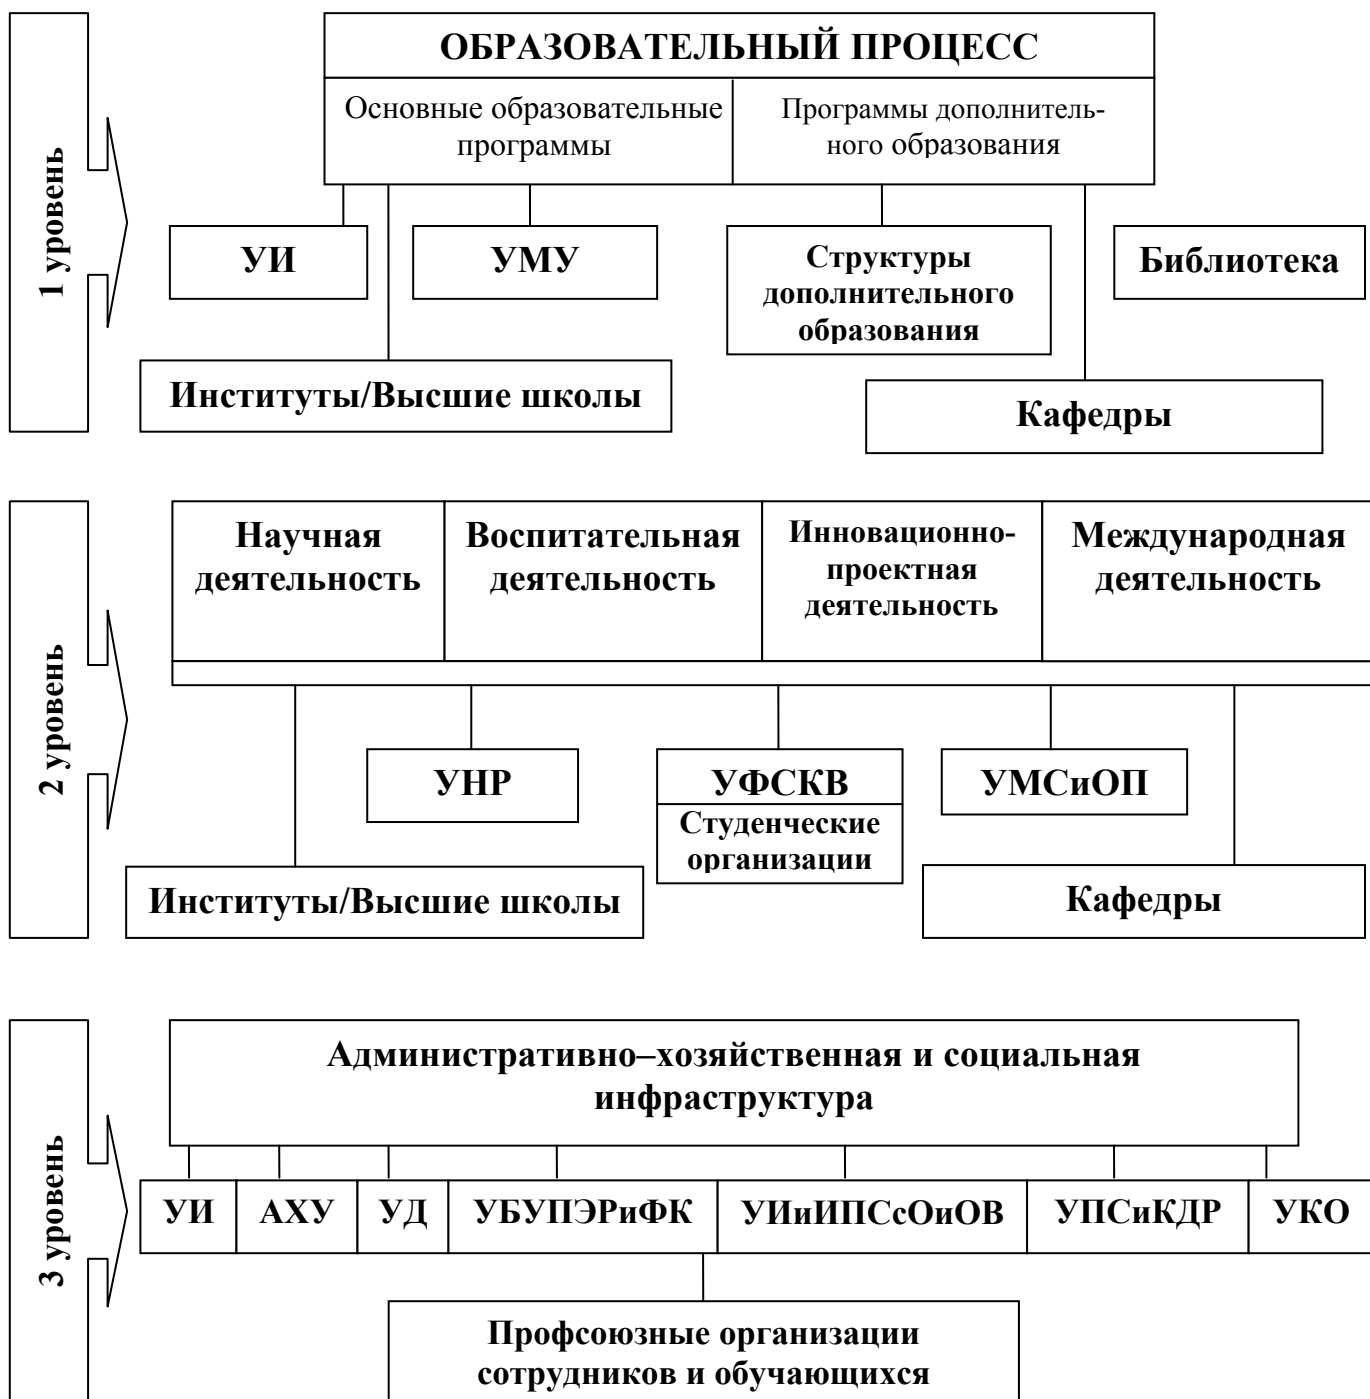 1 уровень
ОБРАЗОВАТЕЛЬНЫЙ ПРОЦЕСС
Основные образовательные
программы
Программы дополнитель-
ного образования
УИ
УМУ
Структуры
дополнительного
образования
Библиотека
Институты/Высшие школы
Кафедры
2 уровень
Научная
деятельность
Воспитательная
деятельность
Инновационно-
проектная
деятельность
Международная
деятельность
УНР
УФСКВ
Студенческие
организации
УМСиОП
Институты/Высшие школы
Кафедры
3 уровень
Административно–хозяйственная и социальная
инфраструктура
УИ
АХУ
УД
УБУПЭРиФК
УИиИПСсОиОВ
УПСиКДР
УКО
Профсоюзные организации
сотрудников и обучающихся